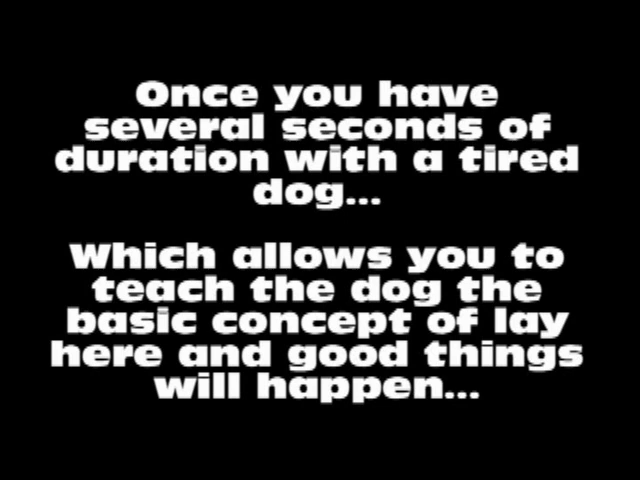 Once you have
several seconds of
duration with a tired
dog...
Which allows you to
teach the dog the
basic concept of lay
here and good things
will happen...